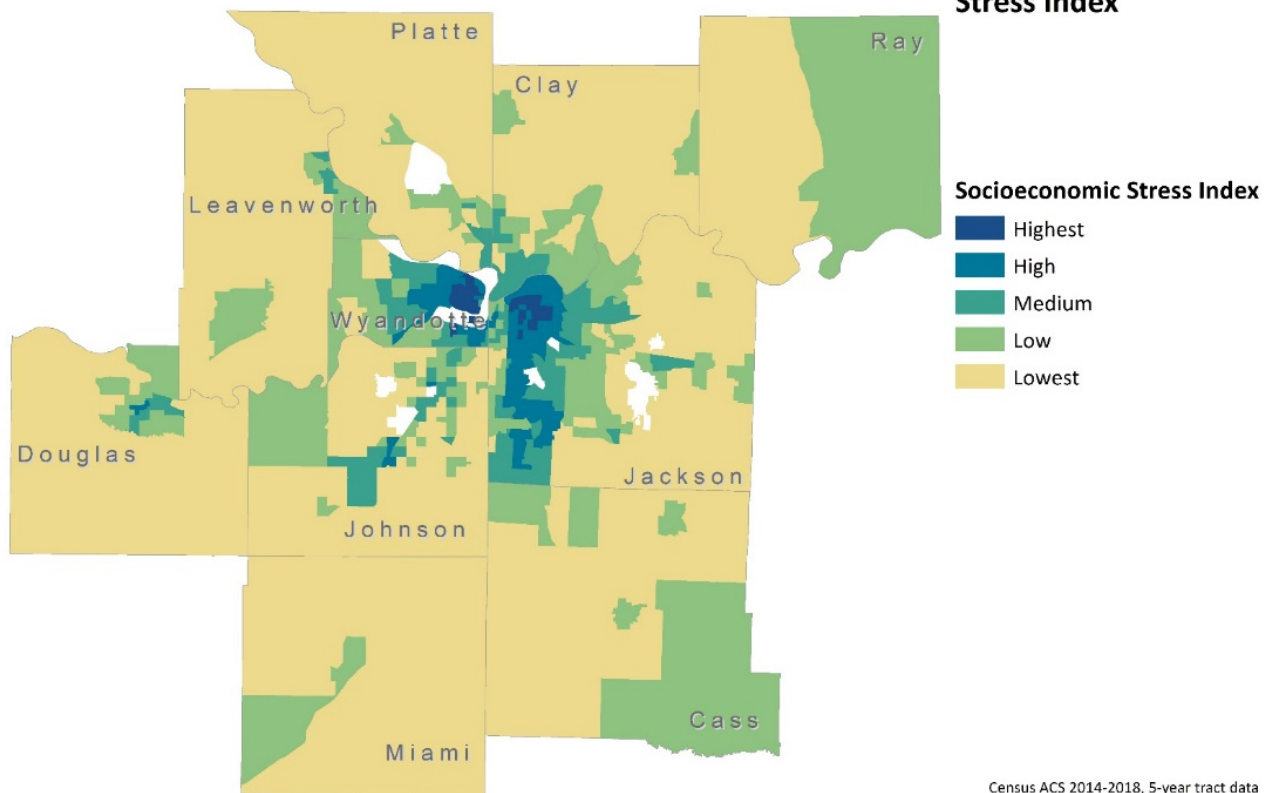 Stress Index
Platte
Ray
Clay
Leavenworth
Socioeconomic Stress Index
Highest
High
Medium
Low
Lowest
Wyandotte
Douglas
Jackson
Johnson
Cass
Miami
Census ACS 2014-2018, 5-year tract data